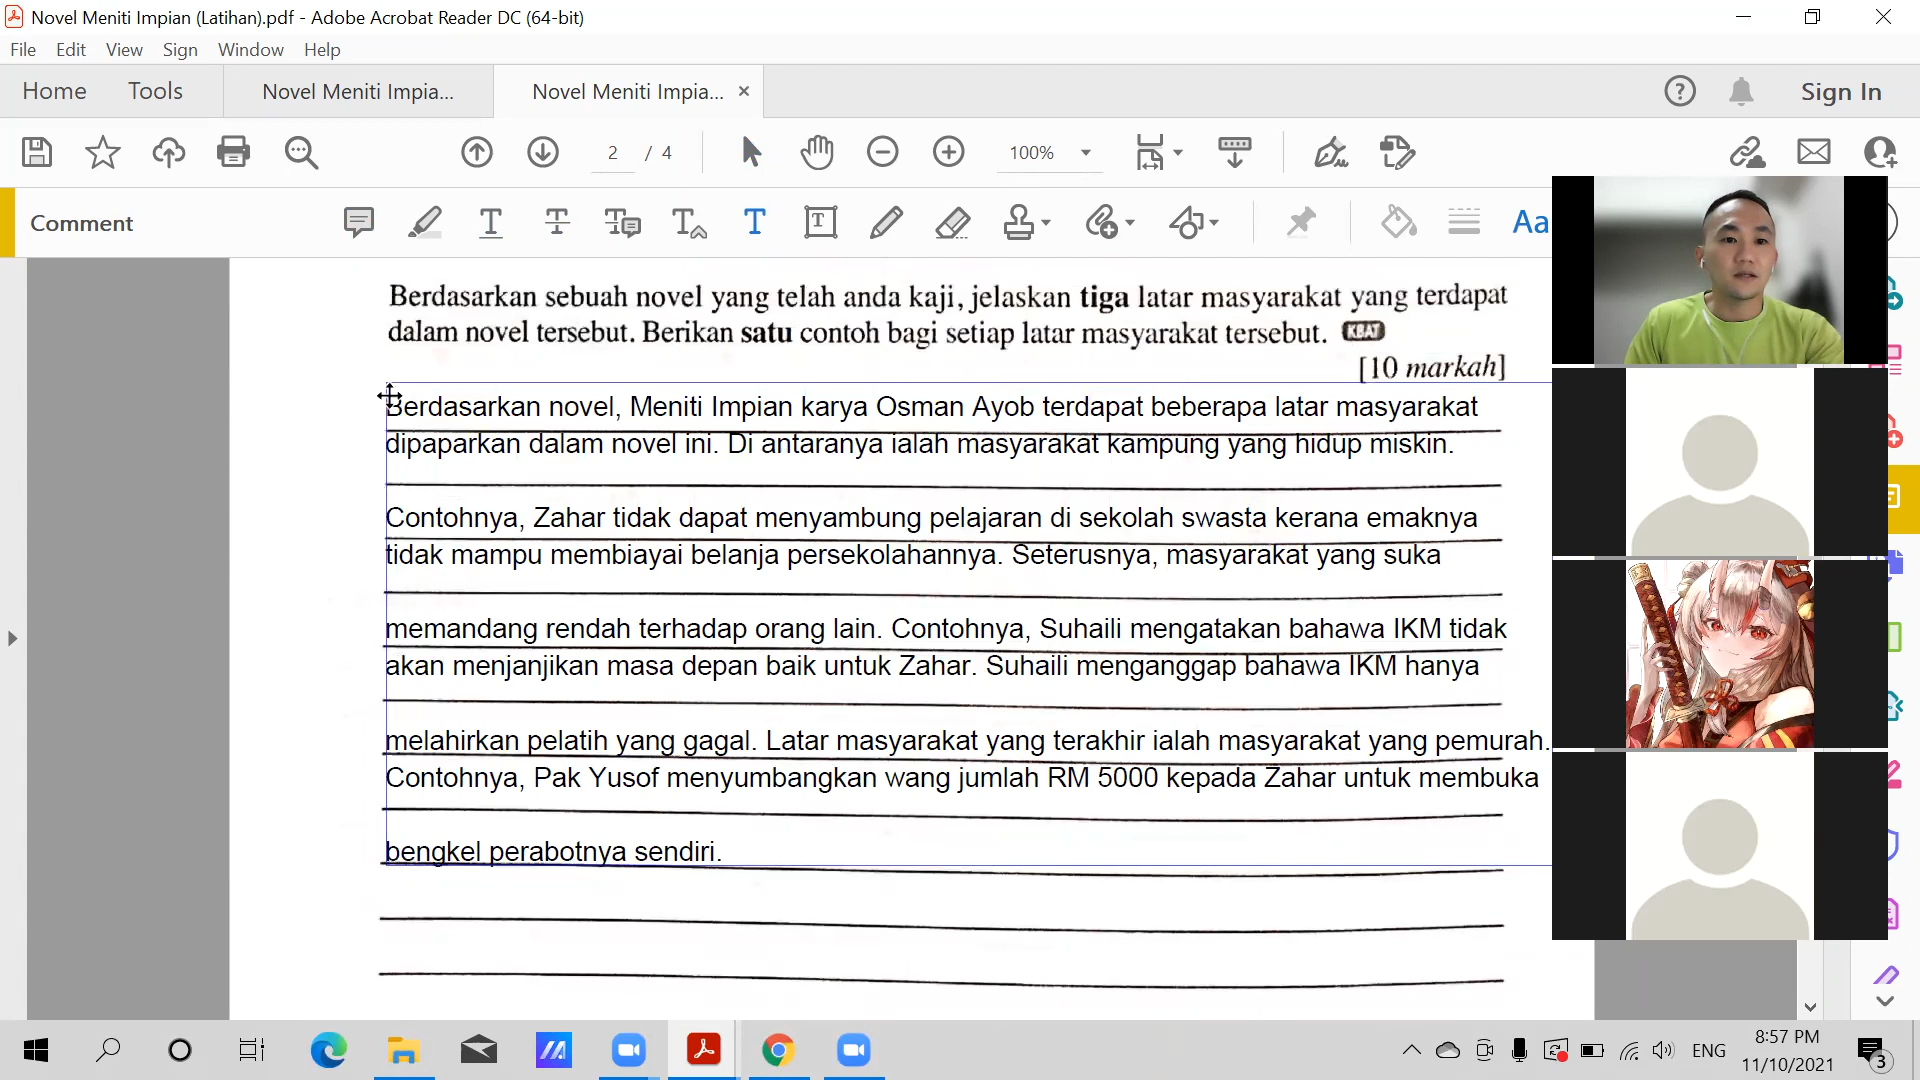 Novel Meniti Impian (Latihan).pdf - Adobe Acrobat Reader DC (64-bit)
File Edit View Sign Window Help
Home Tools Novel Meniti Impia... Novel Meniti Impia... × Sign In
2 / 4 100%
Comment
Aa
Berdasarkan sebuah novel yang telah anda kaji, jelaskan tiga latar masyarakat yang terdapat
dalam novel tersebut. Berikan satu contoh bagi setiap latar masyarakat tersebut. KBAT
[10 markah]
Berdasarkan novel, Meniti Impian karya Osman Ayob terdapat beberapa latar masyarakat
dipaparkan dalam novel ini. Di antaranya ialah masyarakat kampung yang hidup miskin.
Contohnya, Zahar tidak dapat menyambung pelajaran di sekolah swasta kerana emaknya
tidak mampu membiayai belanja persekolahannya. Seterusnya, masyarakat yang suka
memandang rendah terhadap orang lain. Contohnya, Suhaili mengatakan bahawa IKM tidak
akan menjanjikan masa depan baik untuk Zahar. Suhaili menganggap bahawa IKM hanya
melahirkan pelatih yang gagal. Latar masyarakat yang terakhir ialah masyarakat yang pemurah.
Contohnya, Pak Yusof menyumbangkan wang jumlah RM 5000 kepada Zahar untuk membuka
bengkel perabotnya sendiri.
ENG
8:57 PM
11/10/2021
3